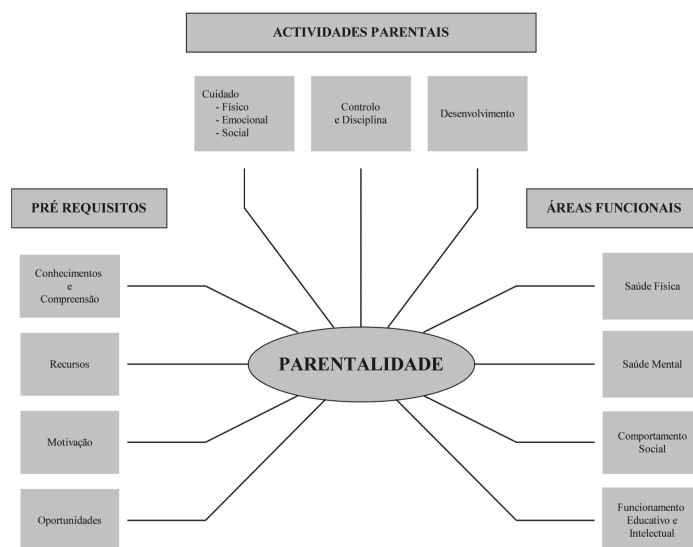 ACTIVIDADES PARENTAIS
Cuidado
- Físico
- Emocional
- Social
Controlo
e Disciplina
Desenvolvimento
PRÉ REQUISITOS
ÁREAS FUNCIONAIS
Conhecimentos
e
Compreensão
Recursos
Motivação
Oportunidades
PARENTALIDADE
Saúde Física
Saúde Mental
Comportamento
Social
Funcionamento
Educativo e
Intelectual